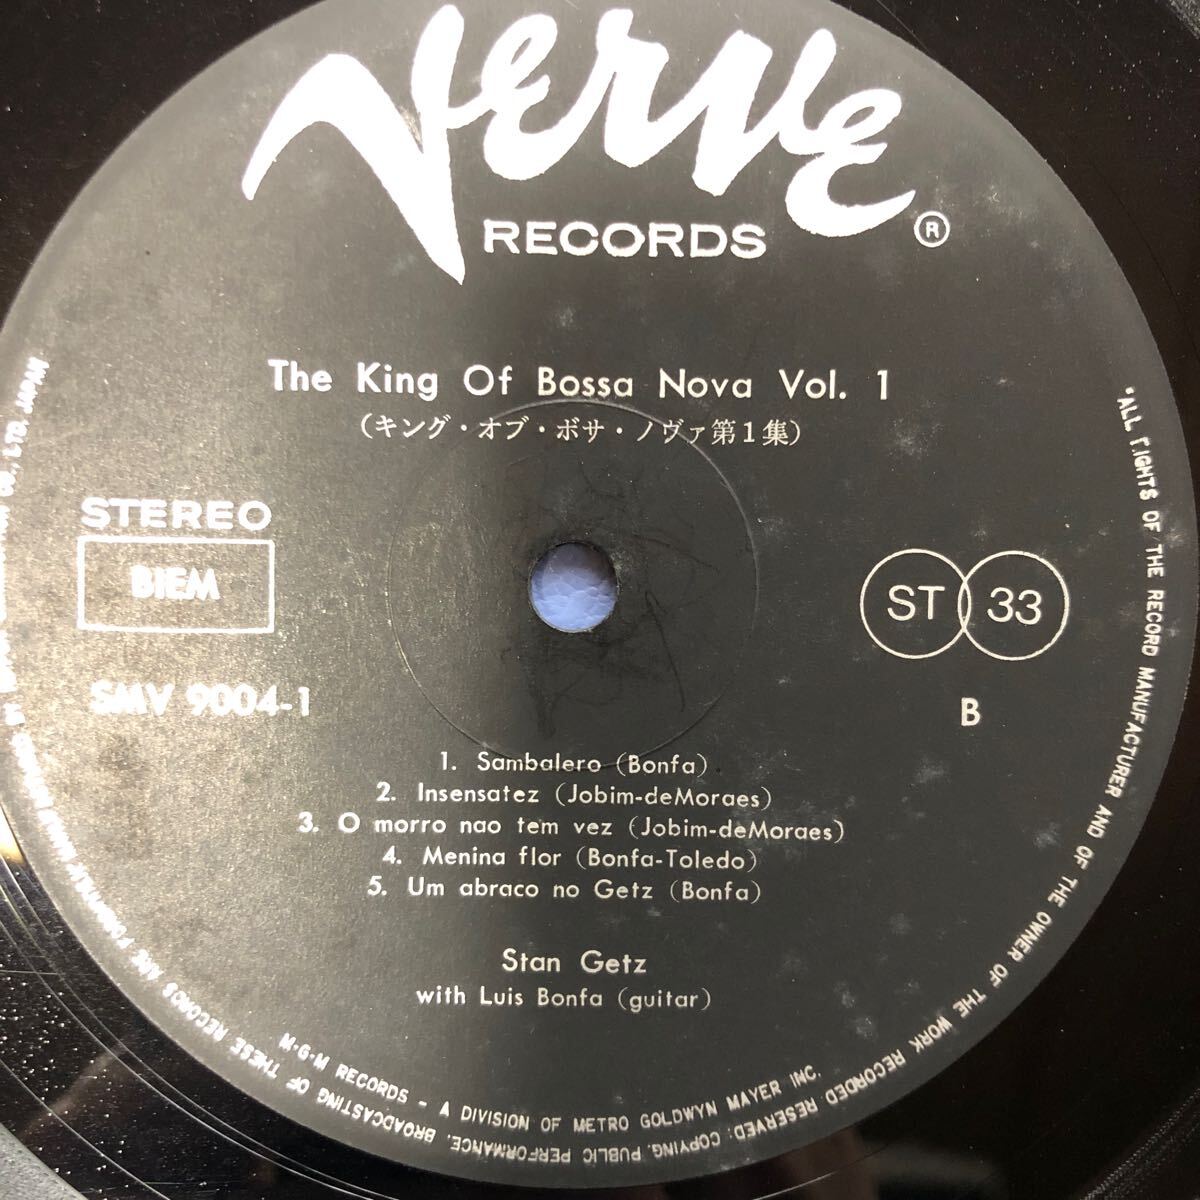 Verve
RECORDS ®
The King Of Bossa Nova Vol. 1
(キング・オブ・ボサ・ノヴァ第1集)
STEREO
BIEM
SMV 9004-1
ST 33
B
1. Sambalero (Bonfa)
2. Insensatez (Jobim-deMoraes)
3. O morro nao tem vez (Jobim-deMoraes)
4. Menina flor (Bonfa-Toledo)
5. Um abraco no Getz (Bonfa)
Stan Getz
with Luis Bonfa (guitar)
M·G·M RECORDS – A DIVISION OF METRO GOLDWYN MAYER INC.
"ALL RIGHTS OF THE RECORD MANUFACTURER AND OF THE OWNER OF THE WORK RECORDED RESERVED: COPYING, PUBLIC PERFORMANCE, BROADCASTING OF THESE RECORDS ARE CO., LTD. JAPAN